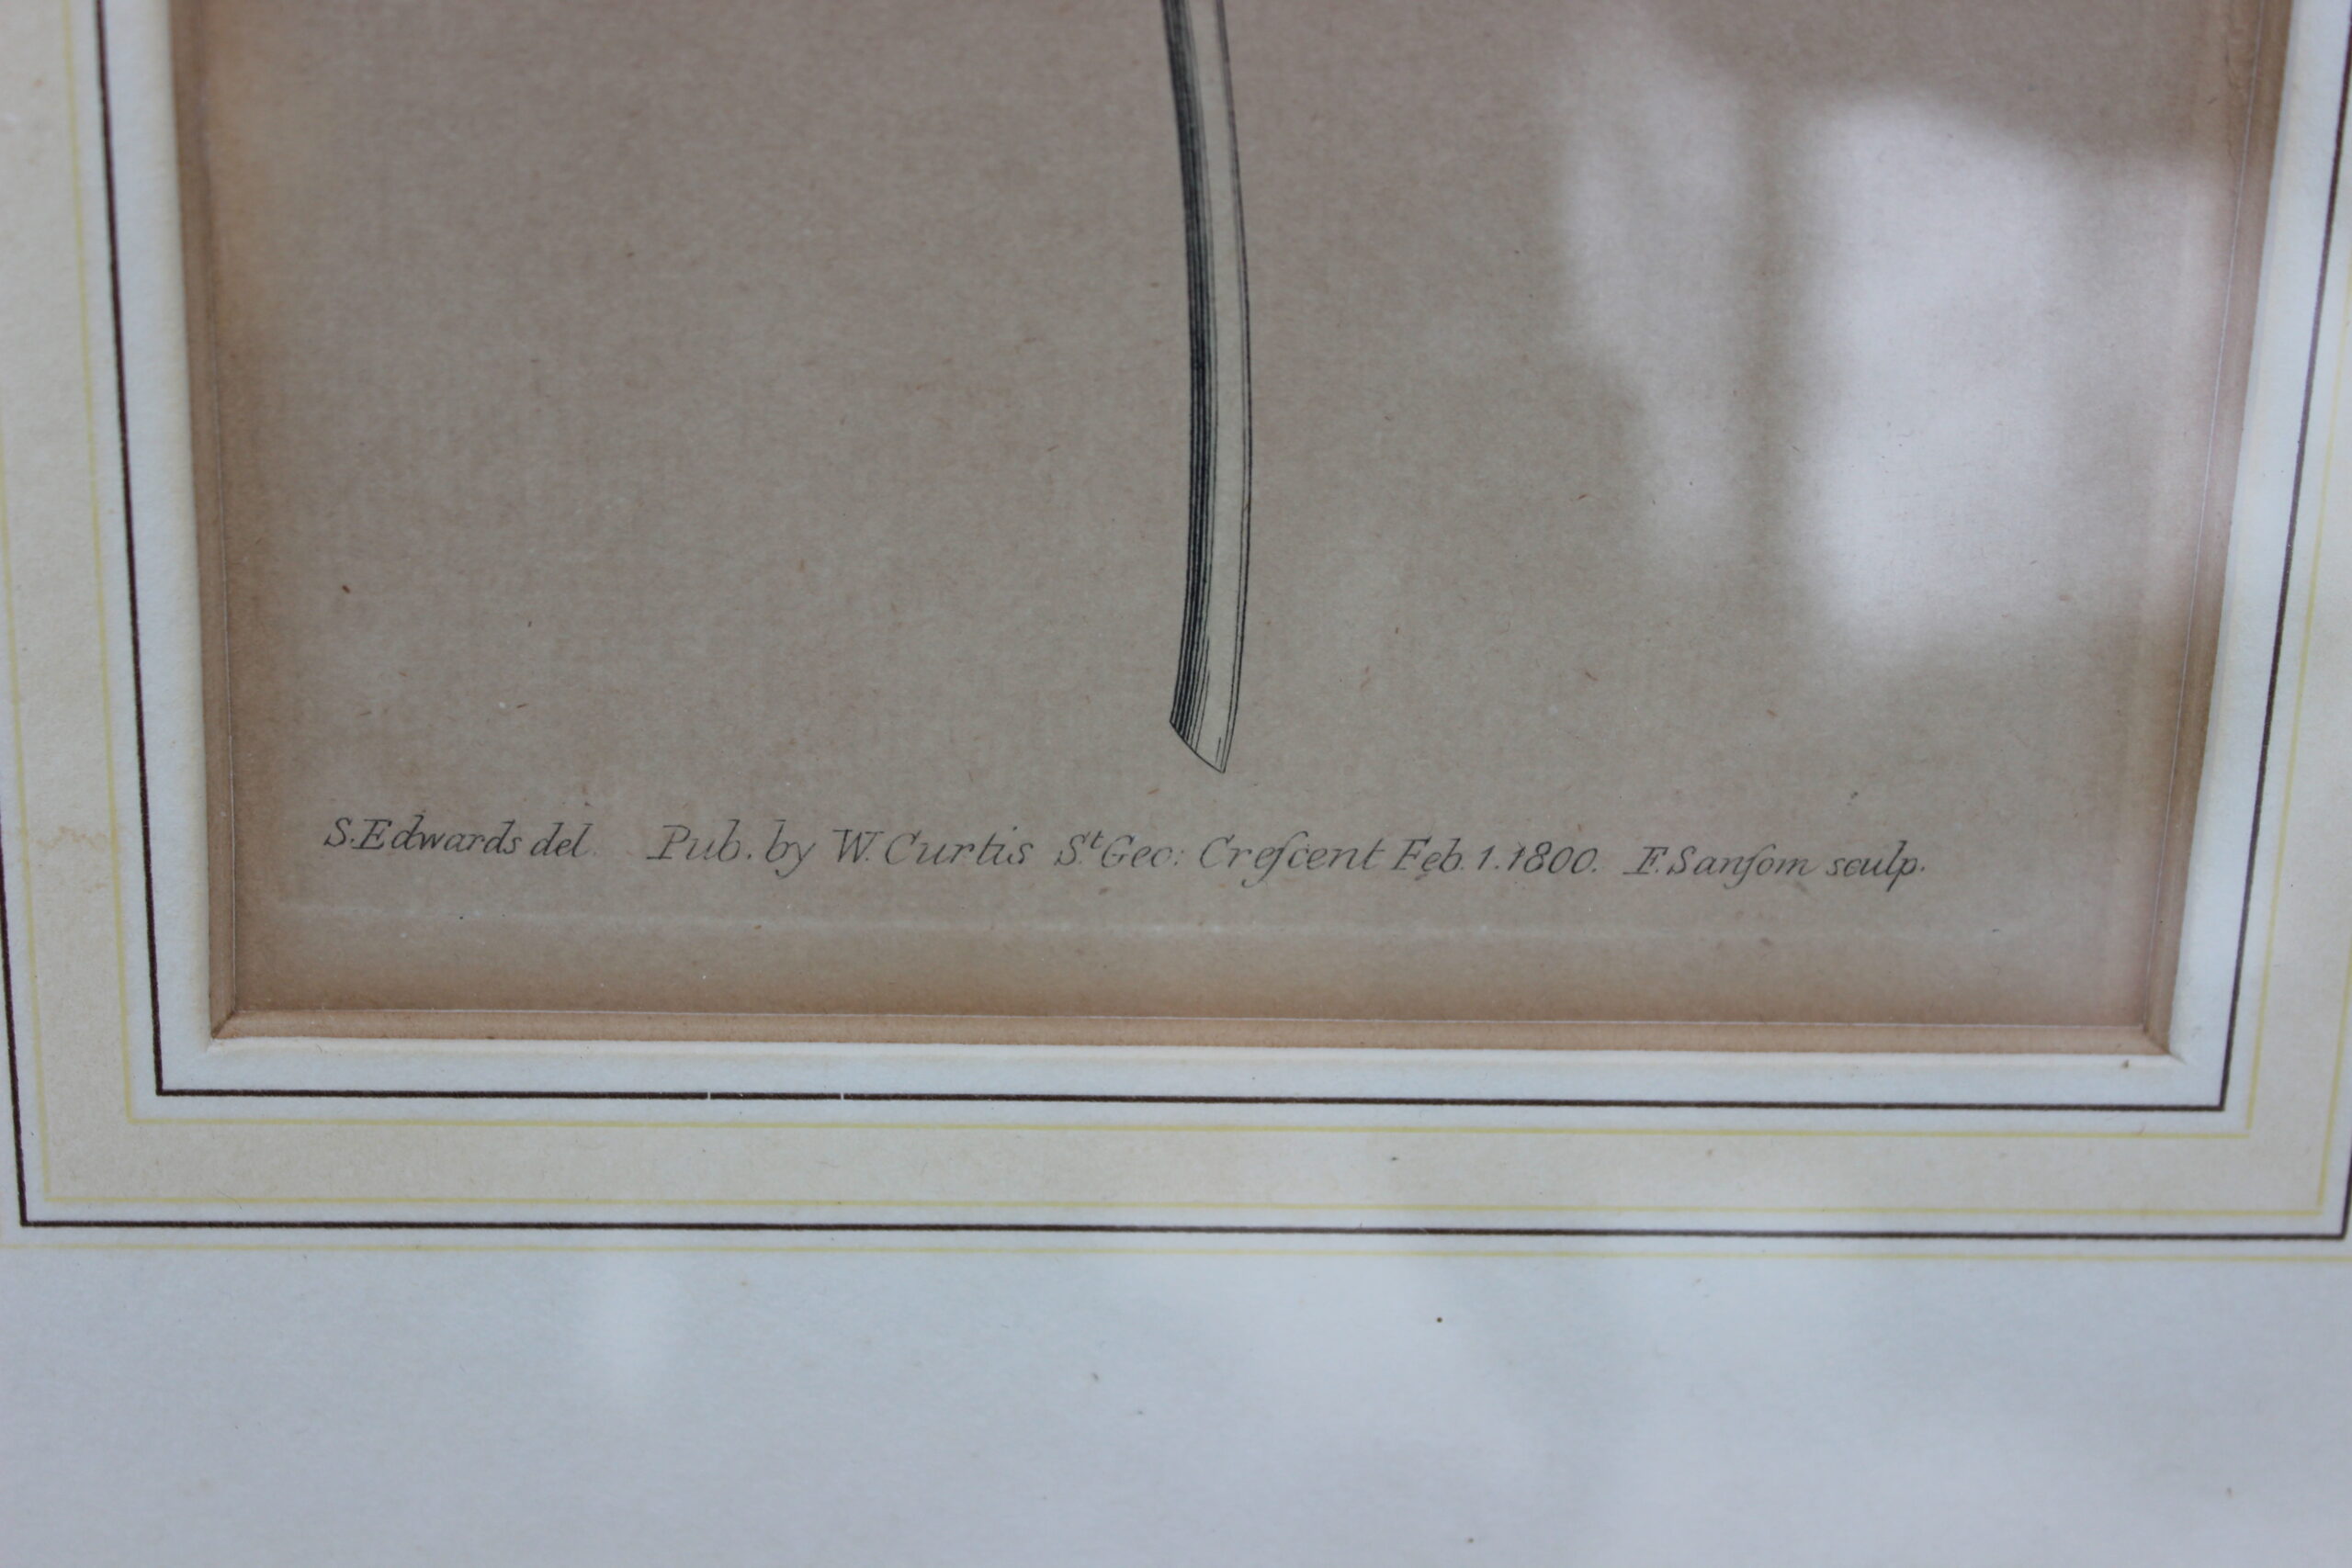 S. Edwards del. Pub. by W. Curtis St Geo: Creſcent Feb. 1. 1800. F. Sanſom sculp.